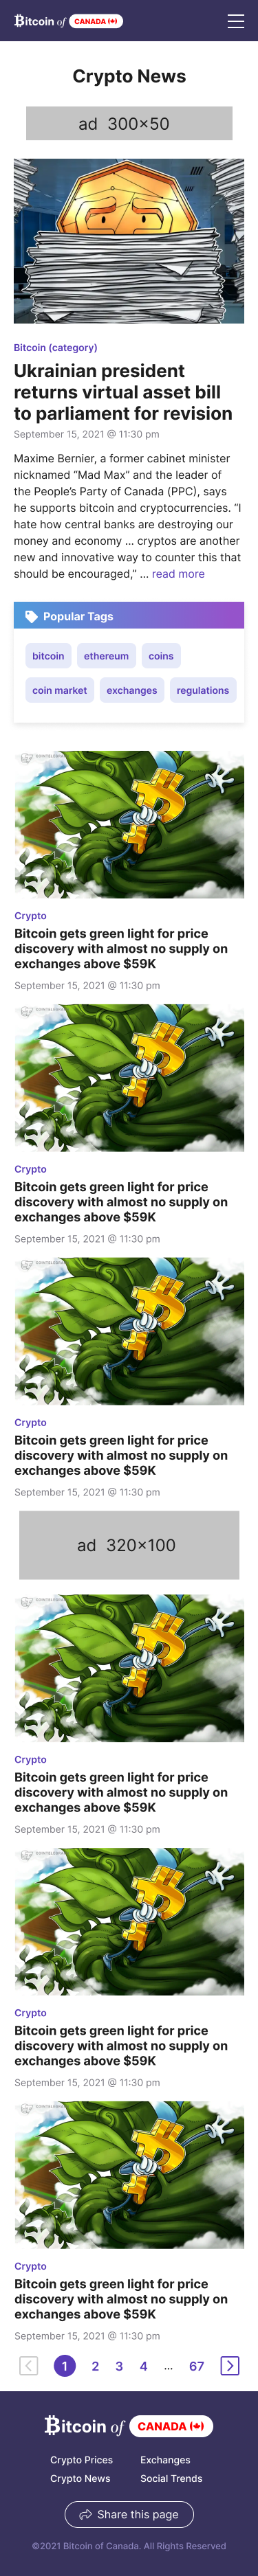 Bitcoin of CANADA
Crypto News
ad 300x50
Bitcoin (category)
Ukrainian president
returns virtual asset bill
to parliament for revision
September 15, 2021 @ 11:30 pm
Maxime Bernier, a former cabinet minister
nicknamed “Mad Max” and the leader of
the People’s Party of Canada (PPC), says
he supports bitcoin and cryptocurrencies. “I
hate how central banks are destroying our
money and economy ... cryptos are another
new and innovative way to counter this that
should be encouraged,” ... read more
Popular Tags
bitcoin ethereum coins
coin market exchanges regulations
Crypto
Bitcoin gets green light for price
discovery with almost no supply on
exchanges above $59K
September 15, 2021 @ 11:30 pm
Crypto
Bitcoin gets green light for price
discovery with almost no supply on
exchanges above $59K
September 15, 2021 @ 11:30 pm
Crypto
Bitcoin gets green light for price
discovery with almost no supply on
exchanges above $59K
September 15, 2021 @ 11:30 pm
ad 320x100
Crypto
Bitcoin gets green light for price
discovery with almost no supply on
exchanges above $59K
September 15, 2021 @ 11:30 pm
Crypto
Bitcoin gets green light for price
discovery with almost no supply on
exchanges above $59K
September 15, 2021 @ 11:30 pm
Crypto
Bitcoin gets green light for price
discovery with almost no supply on
exchanges above $59K
September 15, 2021 @ 11:30 pm
1 2 3 4 ... 67
Bitcoin of CANADA
Crypto Prices Exchanges
Crypto News Social Trends
Share this page
©2021 Bitcoin of Canada. All Rights Reserved